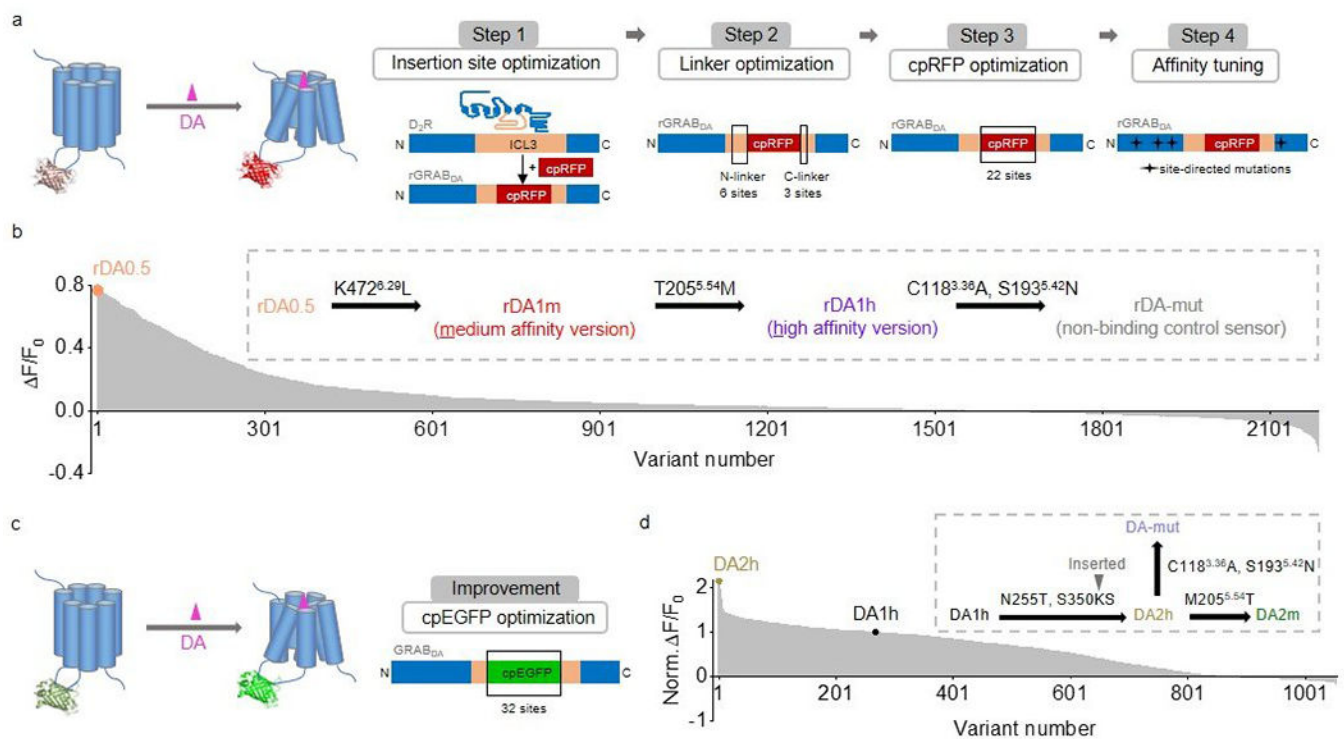 a
Step 1
Insertion site optimization
Step 2
Linker optimization
Step 3
cpRFP optimization
Step 4
Affinity tuning
DA
D₂R
N
ICL3
C
+ cpRFP
rGRAB_DA
N
cpRFP
C
rGRAB_DA
N
cpRFP
C
N-linker
6 sites
C-linker
3 sites
rGRAB_DA
N
cpRFP
C
22 sites
rGRAB_DA
N
cpRFP
C
site-directed mutations
b
rDA0.5
rDA0.5
K472⁶·²⁹L
rDA1m
(medium affinity version)
T205⁵·⁵⁴M
rDA1h
(high affinity version)
C118³·³⁶A, S193⁵·⁴²N
rDA-mut
(non-binding control sensor)
ΔF/F₀
0.8
0.4
0.0
-0.4
1
301
601
901
1201
1501
1801
2101
Variant number
c
DA
Improvement
cpEGFP optimization
GRAB_DA
N
cpEGFP
C
32 sites
d
DA2h
DA1h
DA-mut
Inserted
C118³·³⁶A, S193⁵·⁴²N
N255T, S350KS
M205⁵·⁵⁴T
DA1h
DA2h
DA2m
Norm. ΔF/F₀
2
1
0
-1
1
201
401
601
801
1001
Variant number